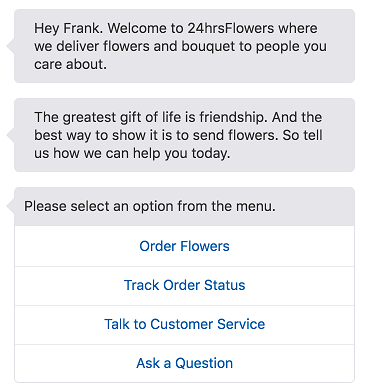 Hey Frank. Welcome to 24hrsFlowers where
we deliver flowers and bouquet to people you
care about.
The greatest gift of life is friendship. And the
best way to show it is to send flowers. So tell
us how we can help you today.
Please select an option from the menu.
Order Flowers
Track Order Status
Talk to Customer Service
Ask a Question